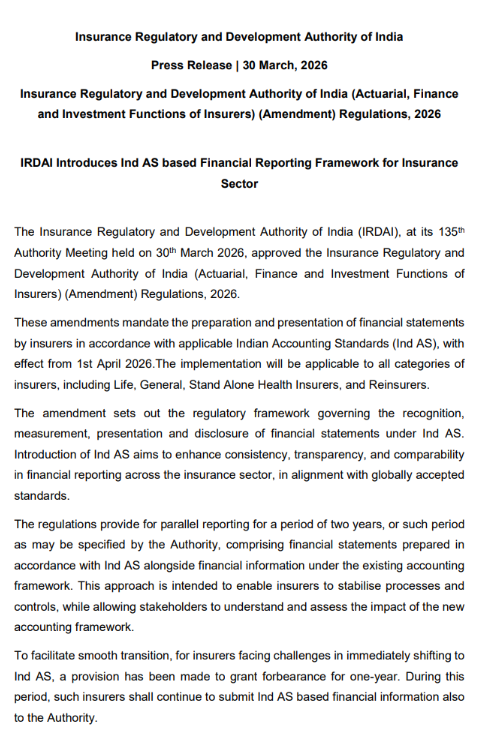 Insurance Regulatory and Development Authority of India
Press Release | 30 March, 2026
Insurance Regulatory and Development Authority of India (Actuarial, Finance
and Investment Functions of Insurers) (Amendment) Regulations, 2026
IRDAI Introduces Ind AS based Financial Reporting Framework for Insurance
Sector
The Insurance Regulatory and Development Authority of India (IRDAI), at its 135th
Authority Meeting held on 30th March 2026, approved the Insurance Regulatory and
Development Authority of India (Actuarial, Finance and Investment Functions of
Insurers) (Amendment) Regulations, 2026.
These amendments mandate the preparation and presentation of financial statements
by insurers in accordance with applicable Indian Accounting Standards (Ind AS), with
effect from 1st April 2026.The implementation will be applicable to all categories of
insurers, including Life, General, Stand Alone Health Insurers, and Reinsurers.
The amendment sets out the regulatory framework governing the recognition,
measurement, presentation and disclosure of financial statements under Ind AS.
Introduction of Ind AS aims to enhance consistency, transparency, and comparability
in financial reporting across the insurance sector, in alignment with globally accepted
standards.
The regulations provide for parallel reporting for a period of two years, or such period
as may be specified by the Authority, comprising financial statements prepared in
accordance with Ind AS alongside financial information under the existing accounting
framework. This approach is intended to enable insurers to stabilise processes and
controls, while allowing stakeholders to understand and assess the impact of the new
accounting framework.
To facilitate smooth transition, for insurers facing challenges in immediately shifting to
Ind AS, a provision has been made to grant forbearance for one-year. During this
period, such insurers shall continue to submit Ind AS based financial information also
to the Authority.